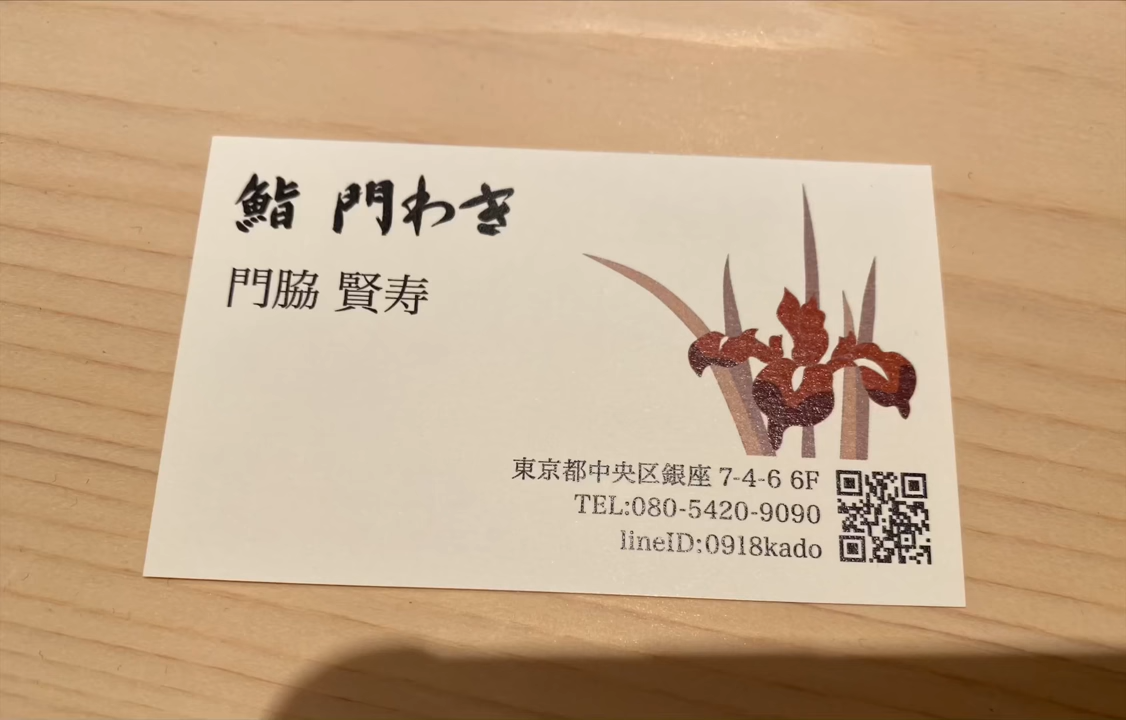 鮨 門わき
門脇 賢寿
東京都中央区銀座 7-4-6 6F
TEL:080-5420-9090
lineID:0918kado